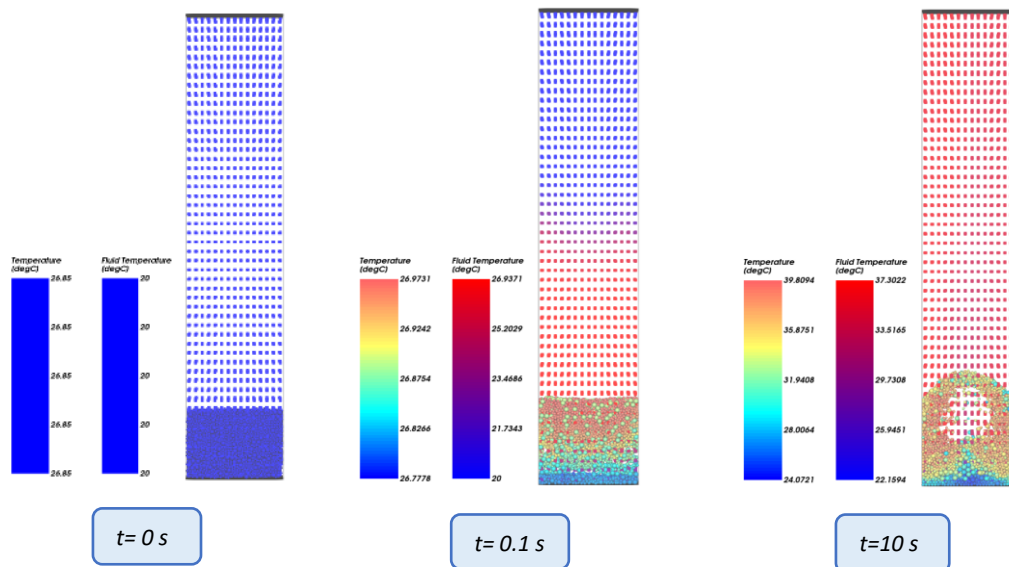 Temperature
(degC)
26.85
26.85
26.85
26.85
26.85
Fluid Temperature
(degC)
20
20
20
20
20
t= 0 s
Temperature
(degC)
26.9731
26.9242
26.8754
26.8266
26.7778
Fluid Temperature
(degC)
26.9371
25.2029
23.4686
21.7343
20
t= 0.1 s
Temperature
(degC)
39.8094
35.8751
31.9408
28.0064
24.0721
Fluid Temperature
(degC)
37.3022
33.5165
29.7308
25.9451
22.1594
t=10 s